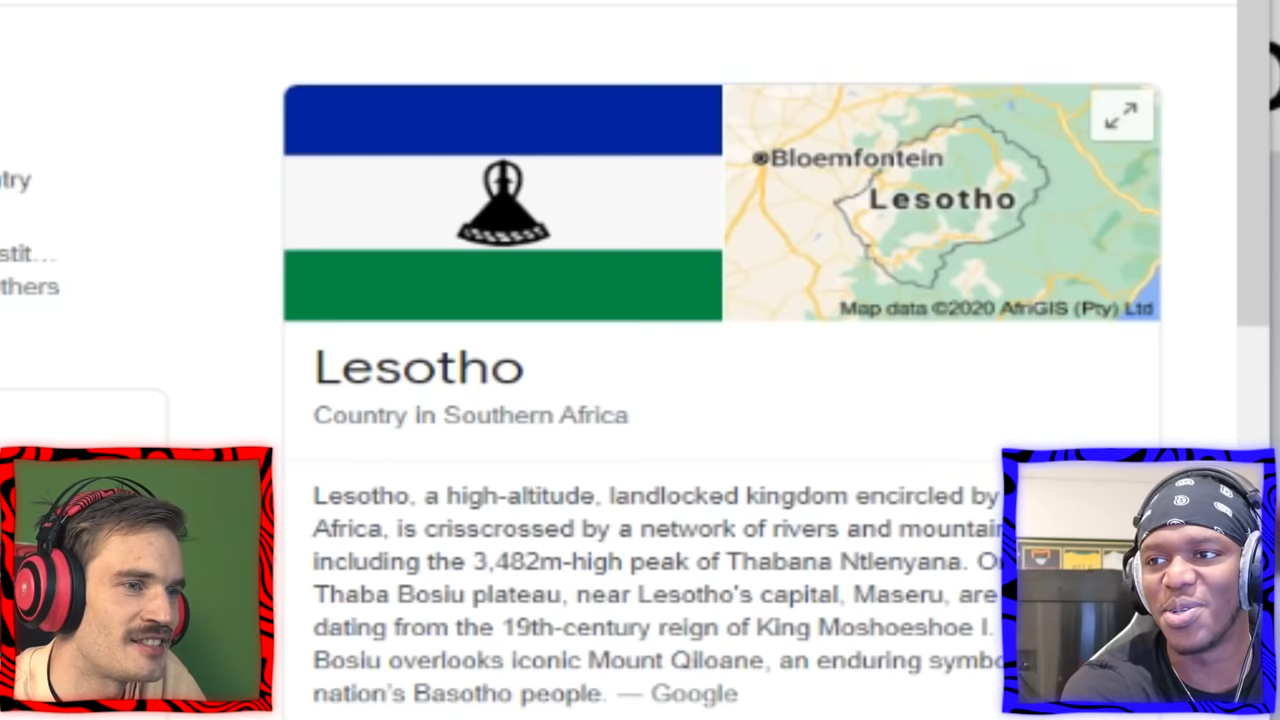 ntry
stit...
thers
Bloemfontein
Lesotho
Map data ©2020 AfriGIS (Pty) Ltd
Lesotho
Country in Southern Africa
Lesotho, a high-altitude, landlocked kingdom encircled by
Africa, is crisscrossed by a network of rivers and mountain
including the 3,482m-high peak of Thabana Ntlenyana. On
Thaba Bosiu plateau, near Lesotho's capital, Maseru, are
dating from the 19th-century reign of King Moshoeshoe I.
Bosiu overlooks iconic Mount Qiloane, an enduring symbo
nation's Basotho people. — Google